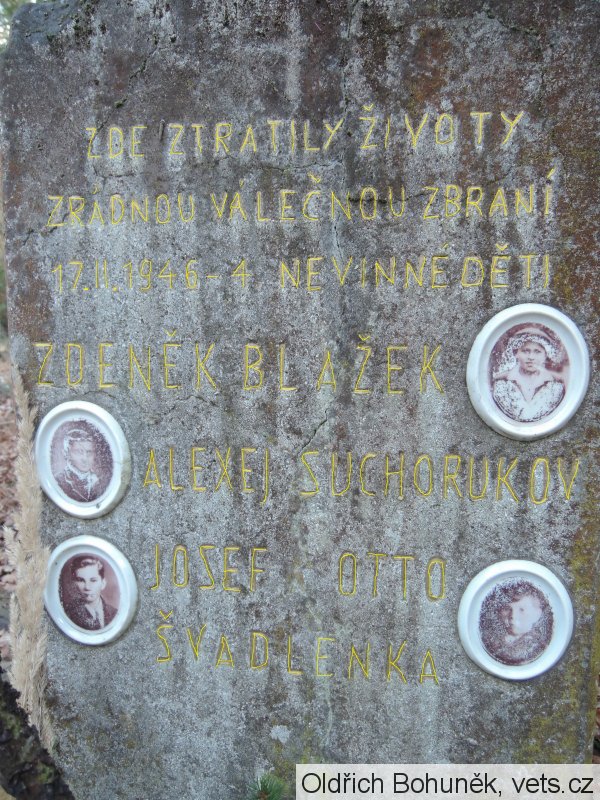 ZDE ZTRATILY ŽIVOTY
ZRÁDNOU VÁLEČNOU ZBRANÍ
17.II.1946-4. NEVINNÉ DĚTI
ZDENĚK BLAŽEK
ALEXEJ SUCHORUKOV
JOSEF OTTO
ŠVADLENKA
Oldřich Bohuněk, vets.cz